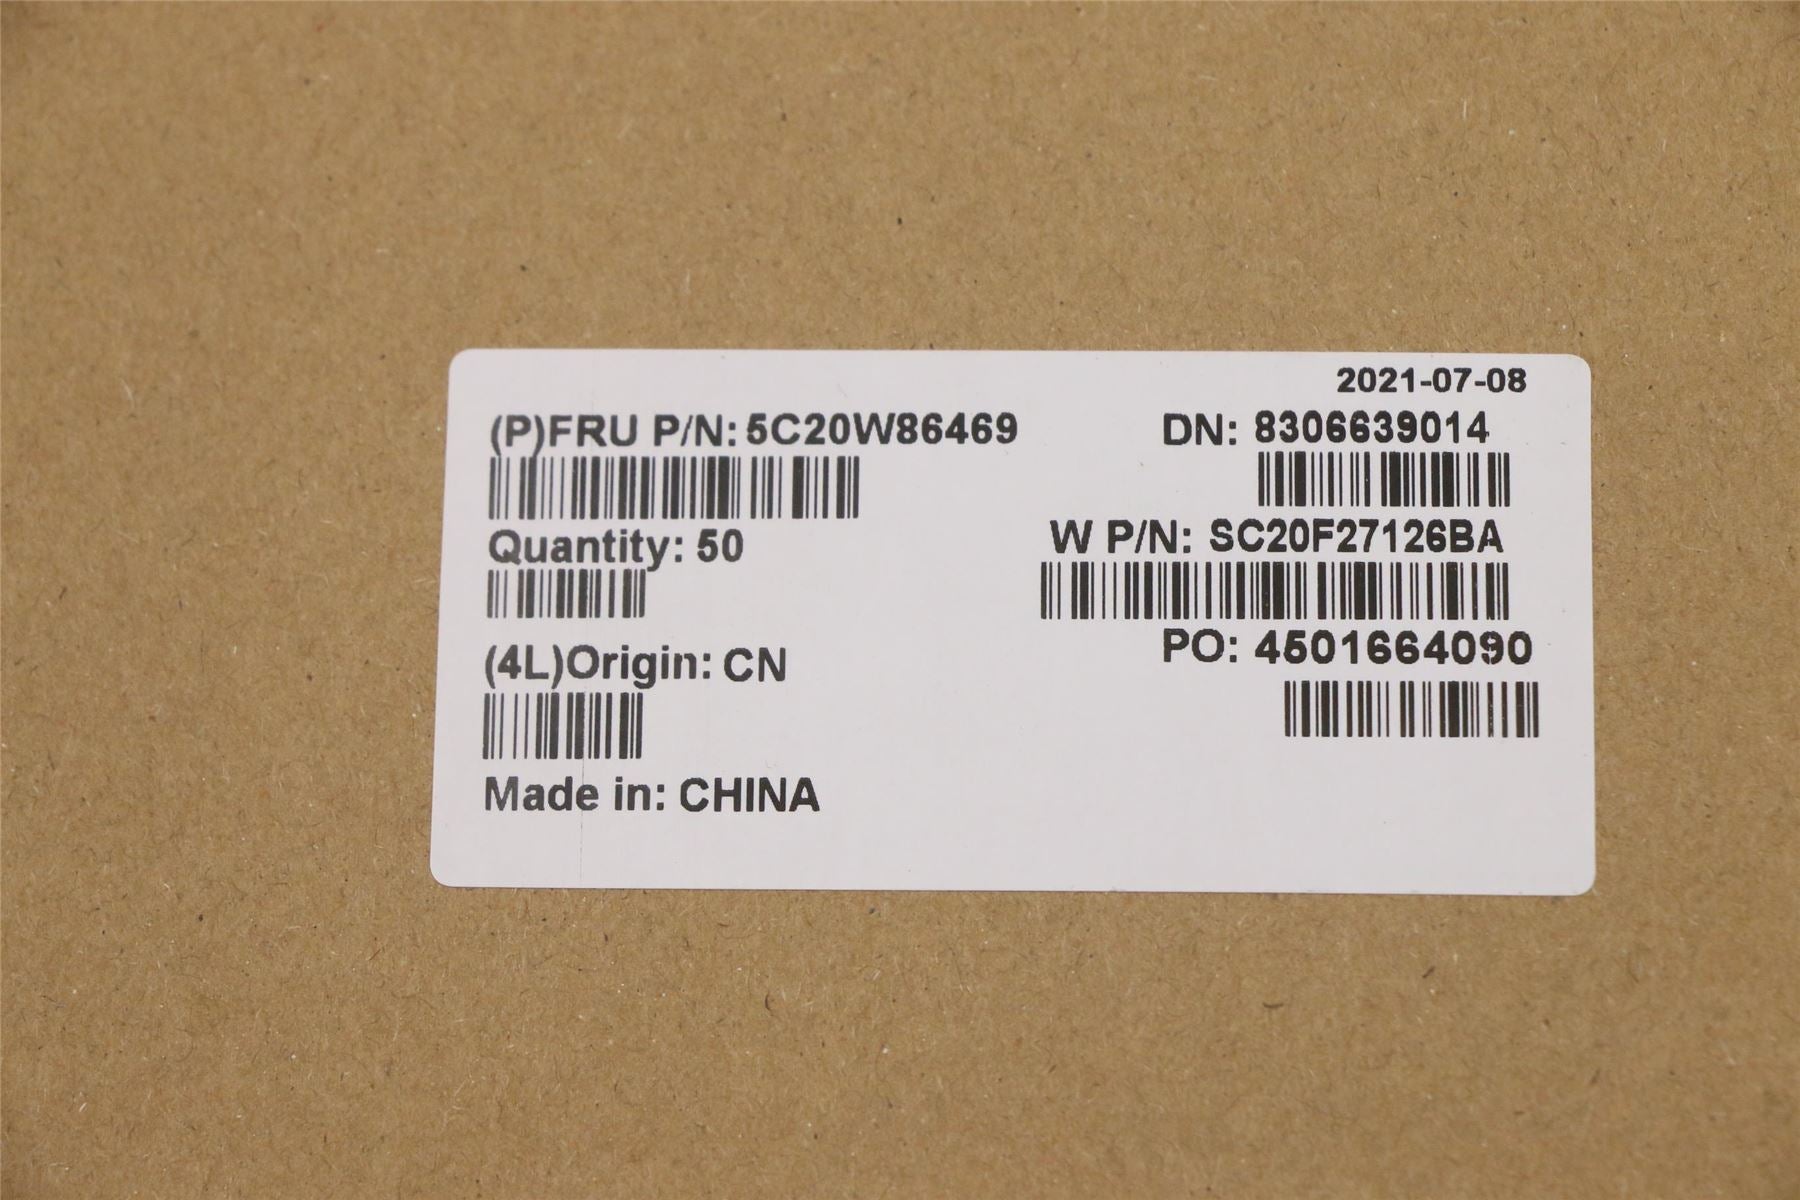 2021-07-08
(P)FRU P/N: 5C20W86469
DN: 8306639014
Quantity: 50
W P/N: SC20F27126BA
(4L)Origin: CN
PO: 4501664090
Made in: CHINA